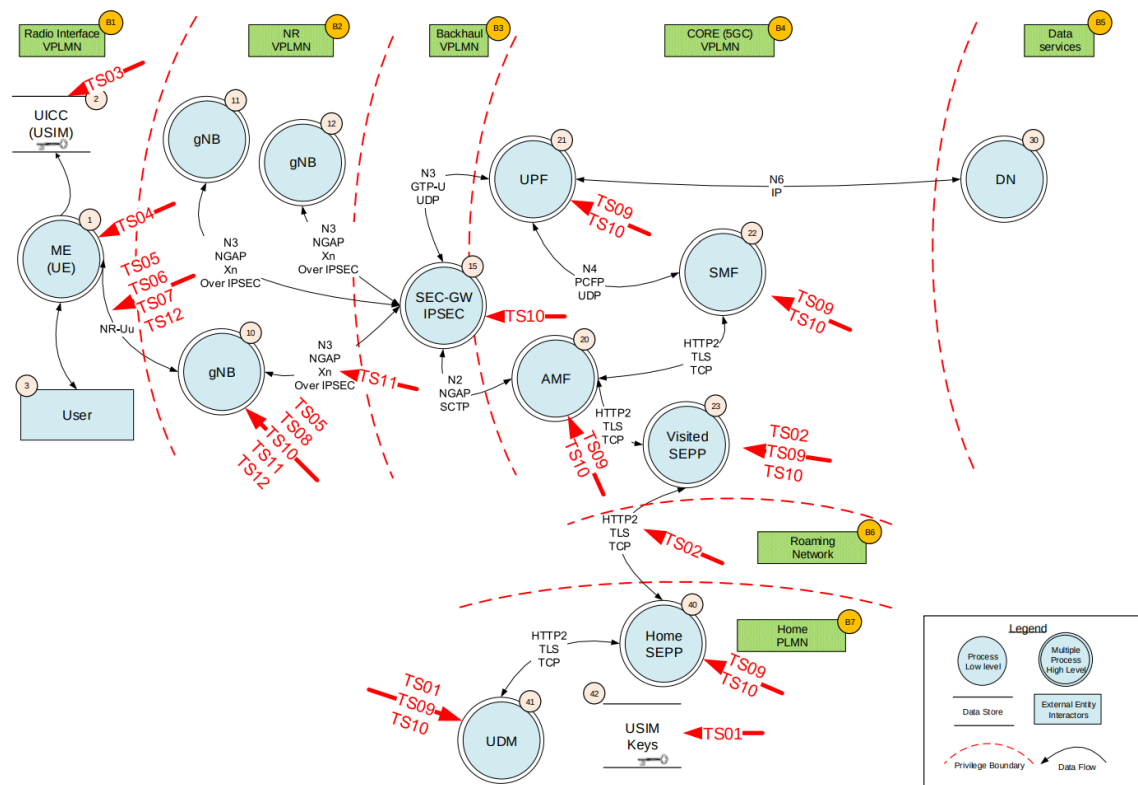 B1
Radio Interface
VPLMN
B2
NR
VPLMN
B3
Backhaul
VPLMN
B4
CORE (5GC)
VPLMN
B5
Data
services
TS03
2
UICC
(USIM)
11
gNB
12
gNB
21
UPF
N3
GTP-U
UDP
N6
IP
30
DN
TS09
TS10
1
ME
(UE)
TS04
TS05
TS06
TS07
TS12
NR-Uu
N3
NGAP
Xn
Over IPSEC
N3
NGAP
Xn
Over IPSEC
22
SMF
N4
PCFP
UDP
TS09
TS10
15
SEC-GW
IPSEC
TS10
10
gNB
N3
NGAP
Xn
Over IPSEC
TS11
HTTP2
TLS
TCP
20
AMF
N2
NGAP
SCTP
HTTP2
TLS
TCP
3
User
TS05
TS08
TS10
TS11
TS12
TS09
TS10
23
Visited
SEPP
TS02
TS09
TS10
HTTP2
TLS
TCP
TS02
B6
Roaming
Network
40
Home
SEPP
B7
Home
PLMN
TS09
TS10
HTTP2
TLS
TCP
TS01
TS09
TS10
41
UDM
42
USIM
Keys
TS01
Legend
Process
Low level
Multiple
Process
High Level
Data Store
External Entity
Interactors
Privilege Boundary
Data Flow